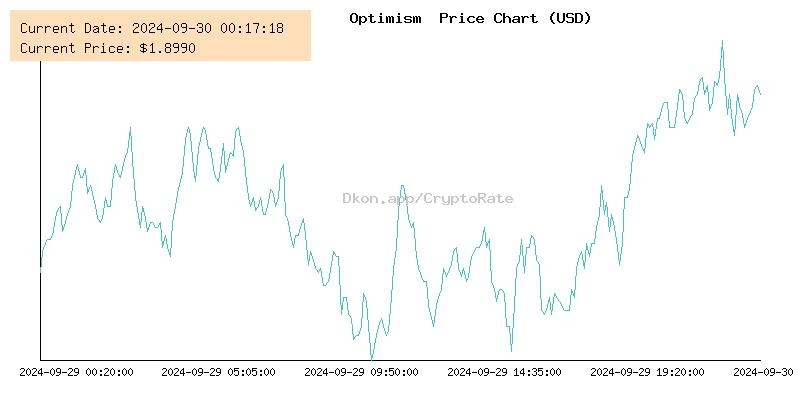 Optimism  Price Chart (USD)
Current Date: 2024-09-30 00:17:18
Current Price: $1.8990
Dkon.app/CryptoRate
2024-09-29 00:20:00 2024-09-29 05:05:00 2024-09-29 09:50:00 2024-09-29 14:35:00 2024-09-29 19:20:00 2024-09-30